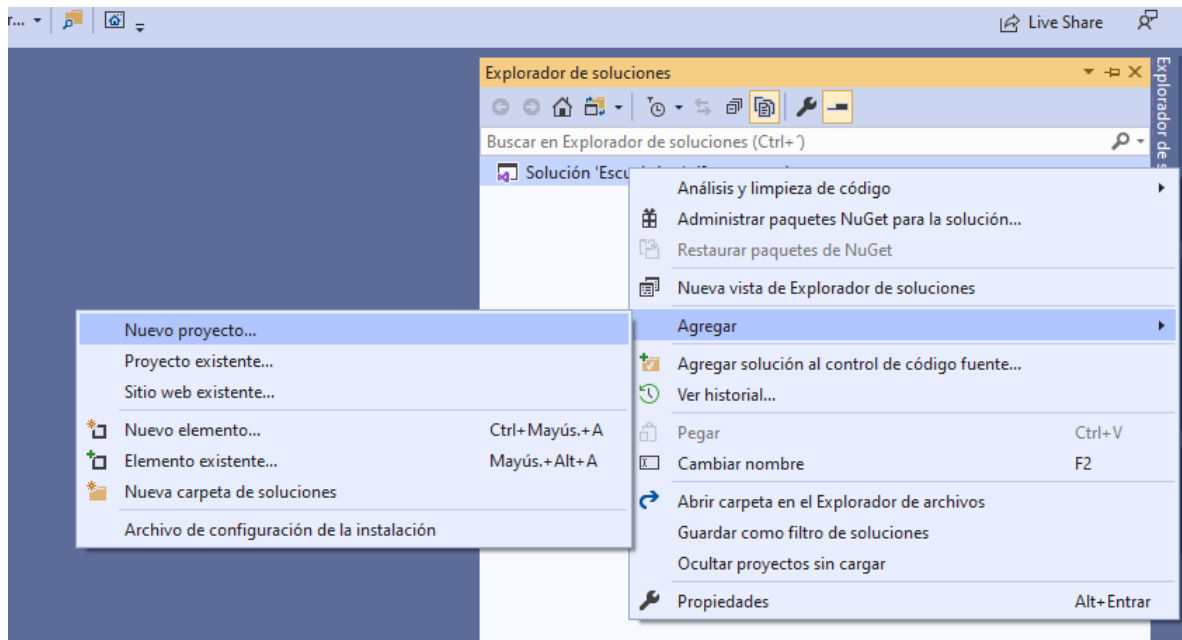 r...
Live Share
Explorador de soluciones
Buscar en Explorador de soluciones (Ctrl+´)
Explorador de s
Solución 'Escu
Análisis y limpieza de código
Administrar paquetes NuGet para la solución...
Restaurar paquetes de NuGet
Nueva vista de Explorador de soluciones
Agregar
Agregar solución al control de código fuente...
Ver historial...
Pegar Ctrl+V
Cambiar nombre F2
Abrir carpeta en el Explorador de archivos
Guardar como filtro de soluciones
Ocultar proyectos sin cargar
Propiedades Alt+Entrar
Nuevo proyecto...
Proyecto existente...
Sitio web existente...
Nuevo elemento... Ctrl+Mayús.+A
Elemento existente... Mayús.+Alt+A
Nueva carpeta de soluciones
Archivo de configuración de la instalación